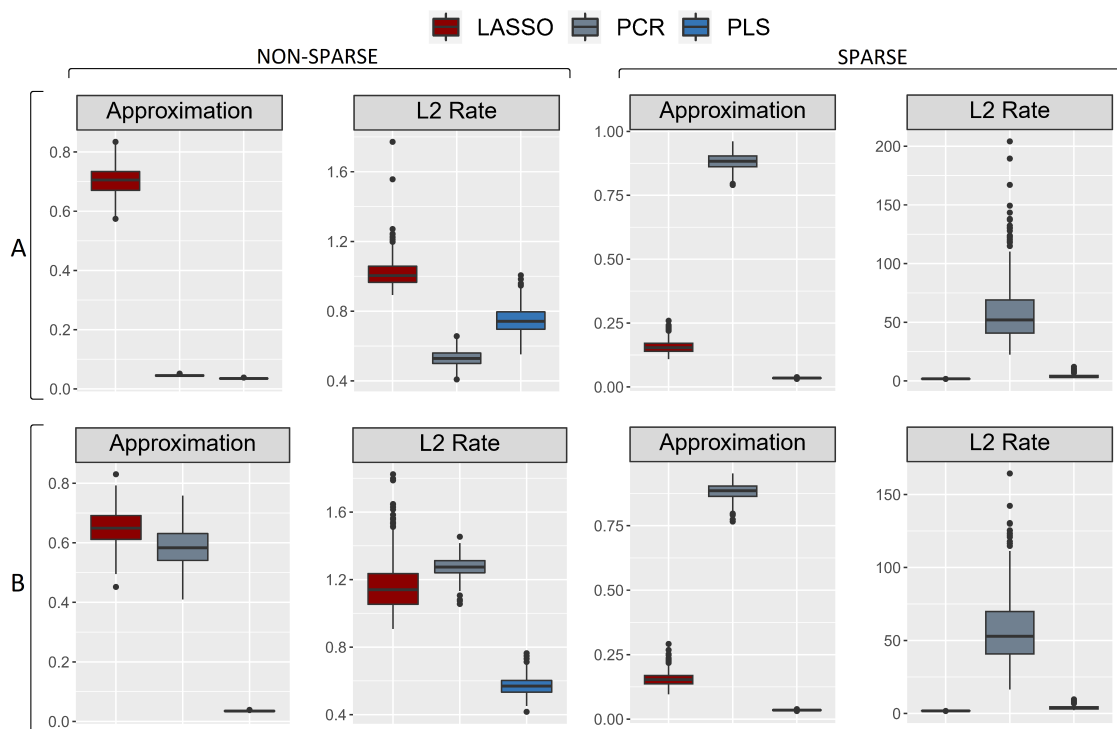 LASSO PCR PLS
NON-SPARSE SPARSE
A
Approximation L2 Rate Approximation L2 Rate
0.8 1.6 1.00 200
0.6 1.2 0.75 150
0.4 0.8 0.50 100
0.2 0.4 0.25 50
0.0 0.00 0
B
Approximation L2 Rate Approximation L2 Rate
0.8 1.6 0.75 150
0.6 1.2 0.50 100
0.4 0.8 0.25 50
0.2 0.4 0.00 0
0.0